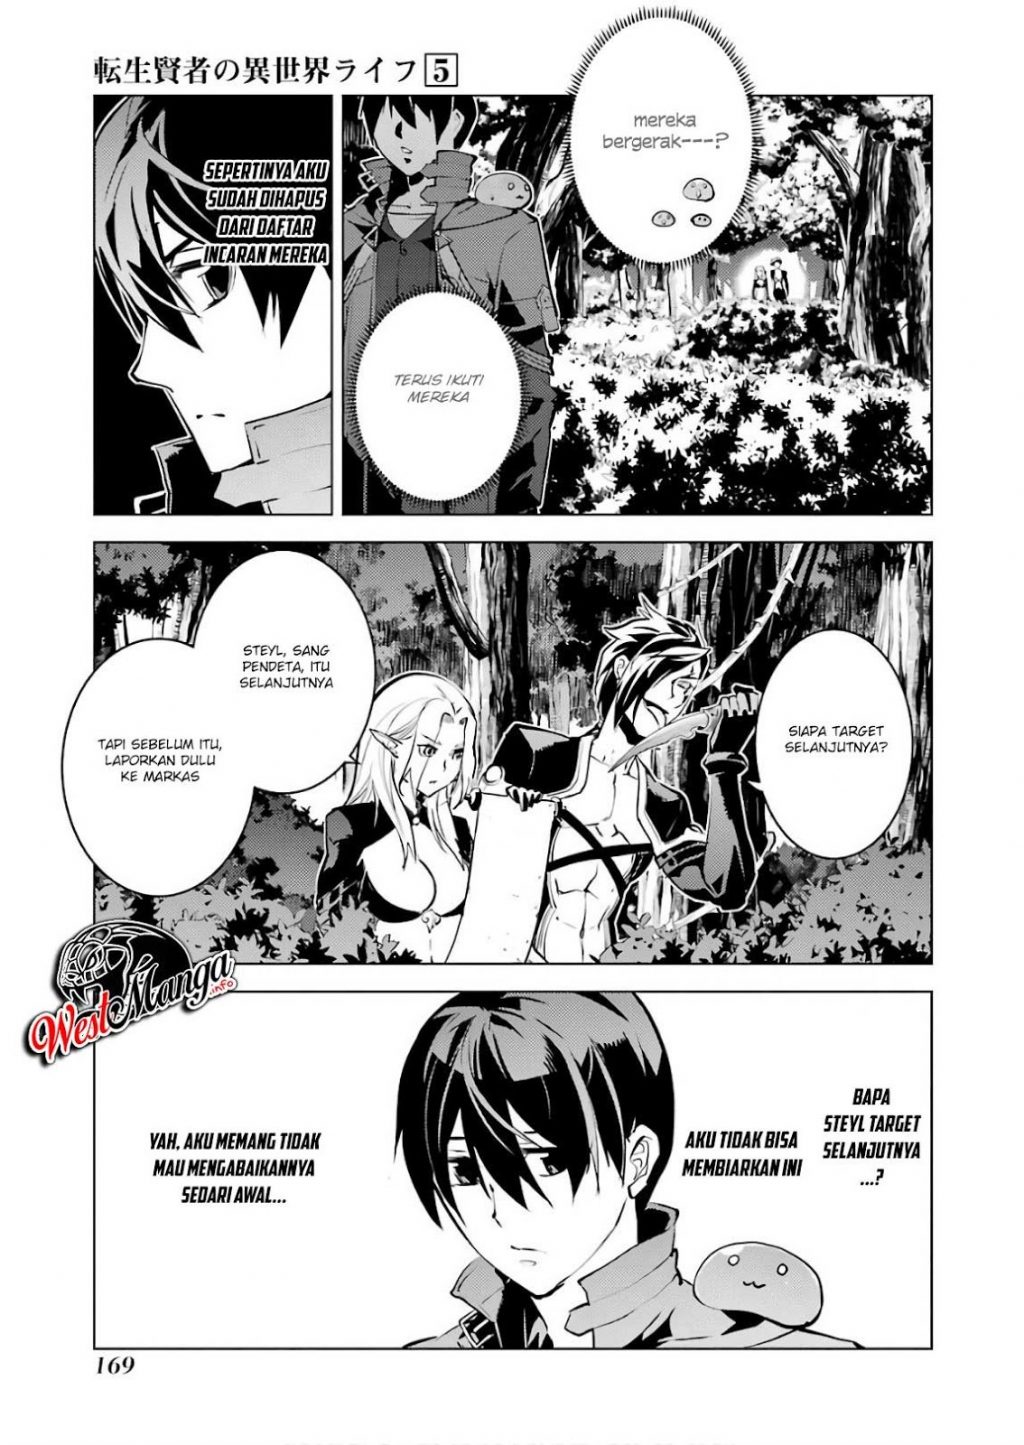 転生賢者の異世界ライフ 5
mereka
bergerak---?
TERUS IKUTI
MEREKA
SEPERTINYA AKU
SUDAH DIHAPUS
DARI DAFTAR
INCARAN MEREKA
SIAPA TARGET
SELANJUTNYA?
STEYL, SANG
PENDETA, ITU
SELANJUTNYA
TAPI SEBELUM ITU,
LAPORKAN DULU
KE MARKAS
WestManga
.info
BAPA
STEYL TARGET
SELANJUTNYA
...?
AKU TIDAK BISA
MEMBIARKAN INI
YAH, AKU MEMANG TIDAK
MAU MENGABAIKANNYA
SEDARI AWAL...
169